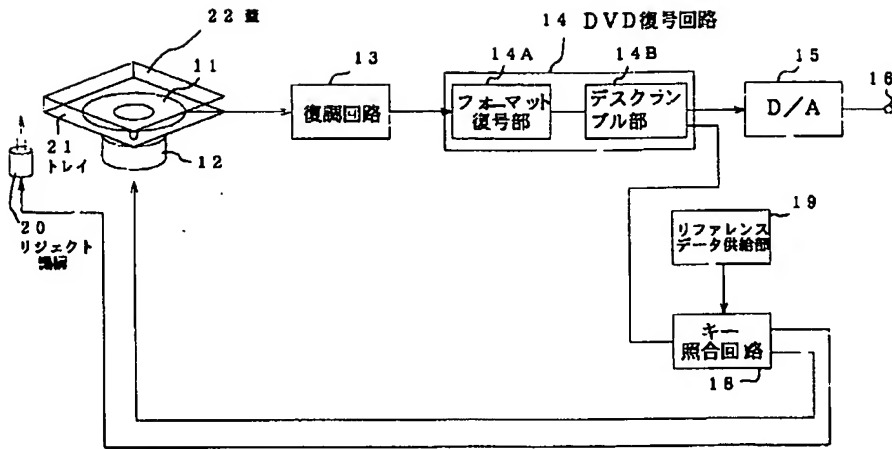 22 蓋
11
13
復調回路
14 DVD復号回路
14A
フォーマット
復号部
14B
デスクラン
ブル部
15
D/A
16
21
トレイ
12
20
リジェクト
機構
19
リファレンス
データ供給部
キー
照合回路
18